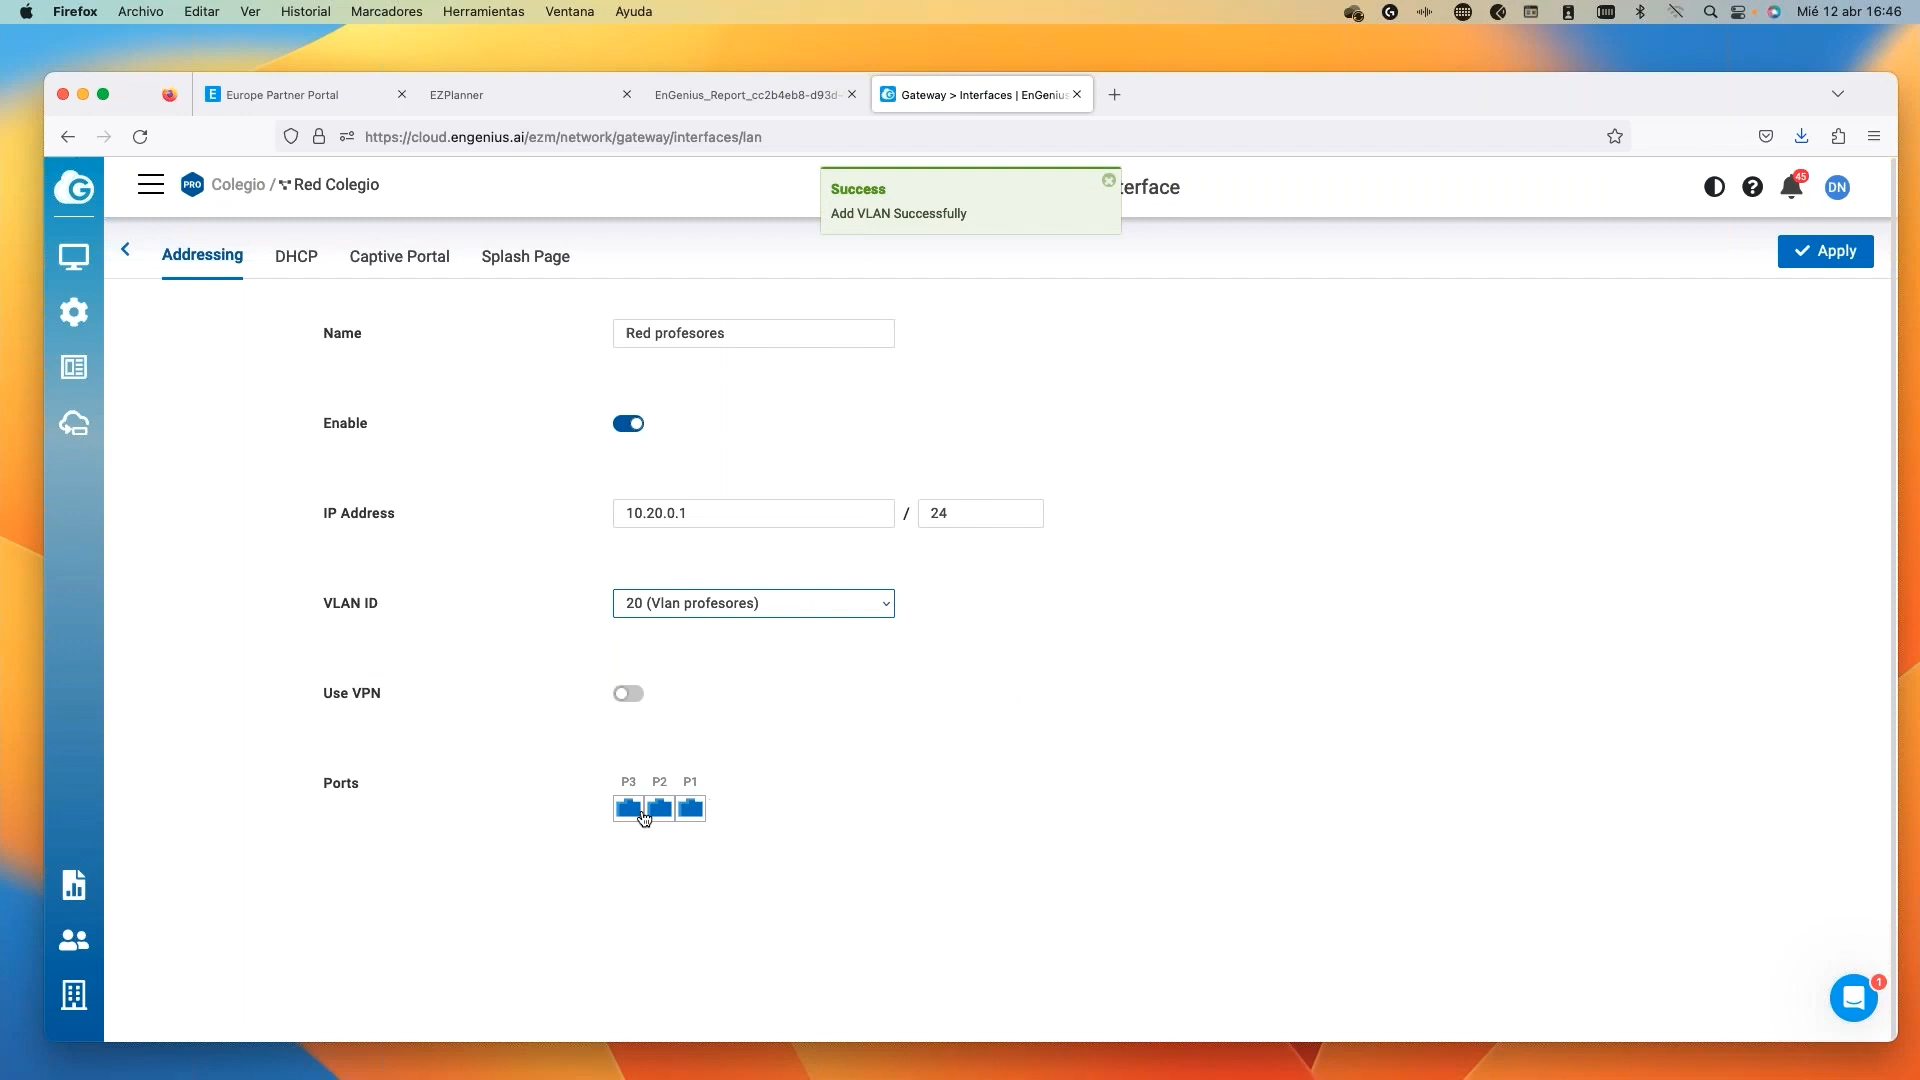 Firefox Archivo Editar Ver Historial Marcadores Herramientas Ventana Ayuda Mié 12 abr 16:46
E Europe Partner Portal EZPlanner EnGenius_Report_cc2b4eb8-d93d- Gateway > Interfaces | EnGenius
https://cloud.engenius.ai/ezm/network/gateway/interfaces/lan
G PRO Colegio / Red Colegio terface 45 DN
Success
Add VLAN Successfully
Addressing DHCP Captive Portal Splash Page Apply
Name Red profesores
Enable
IP Address 10.20.0.1 / 24
VLAN ID 20 (Vlan profesores)
Use VPN
Ports P3 P2 P1
1